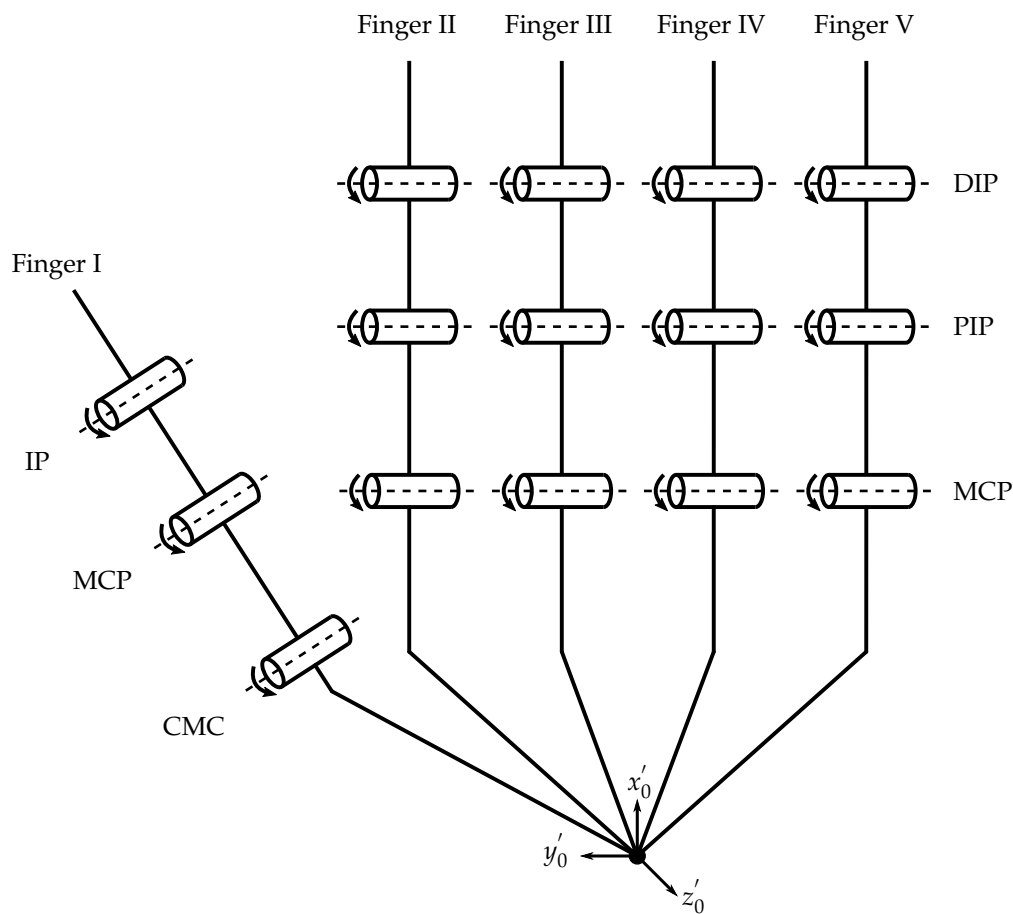 Finger II
Finger III
Finger IV
Finger V
DIP
Finger I
PIP
IP
MCP
MCP
CMC
x'0
y'0
z'0